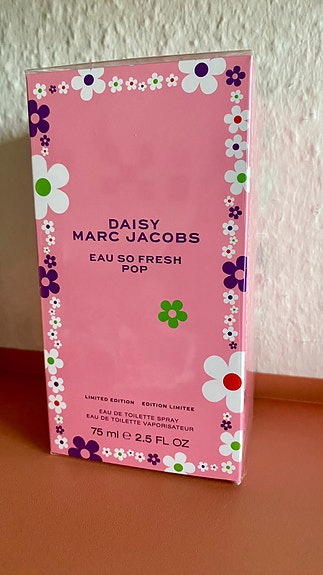 DAISY
MARC JACOBS
EAU SO FRESH
POP
LIMITED EDITION EDITION LIMITEE
EAU DE TOILETTE SPRAY
EAU DE TOILETTE VAPORISATEUR
75 ml ℮ 2.5 FL OZ